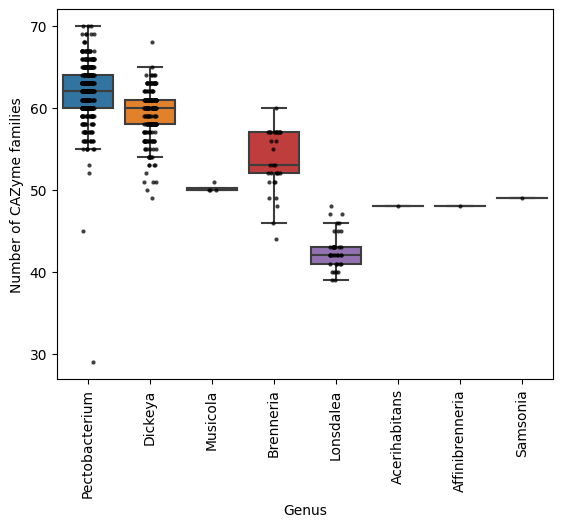 Number of CAZyme families
70
60
50
40
30
Pectobacterium
Dickeya
Musicola
Brenneria
Lonsdalea
Acerihabitans
Affinibrenneria
Samsonia
Genus